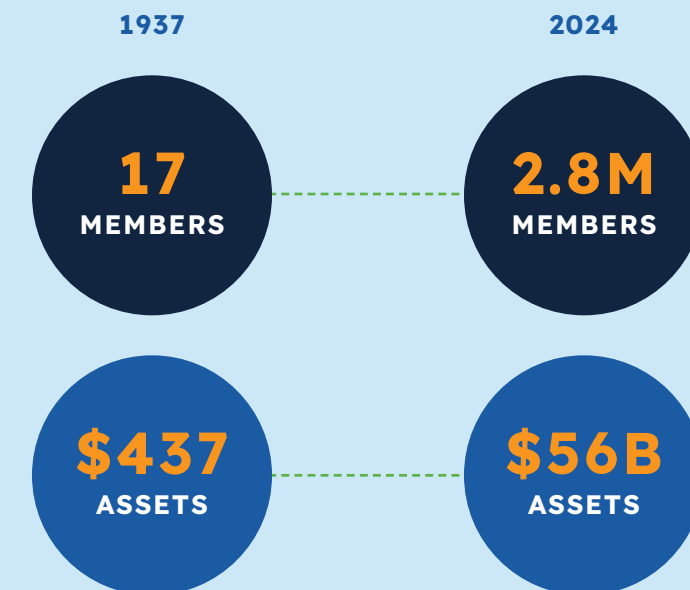 1937
2024
17
MEMBERS
2.8M
MEMBERS
$437
ASSETS
$56B
ASSETS